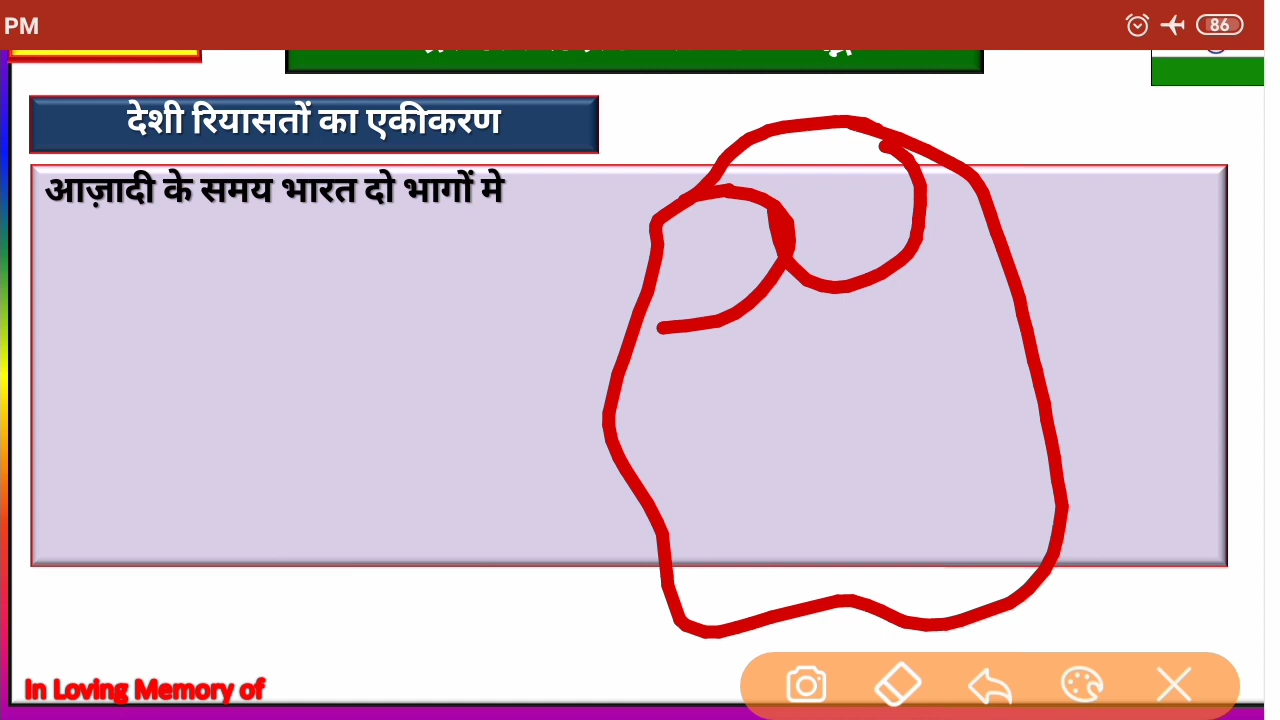 PM
86
देशी रियासतों का एकीकरण
आज़ादी के समय भारत दो भागों मे
In Loving Memory of